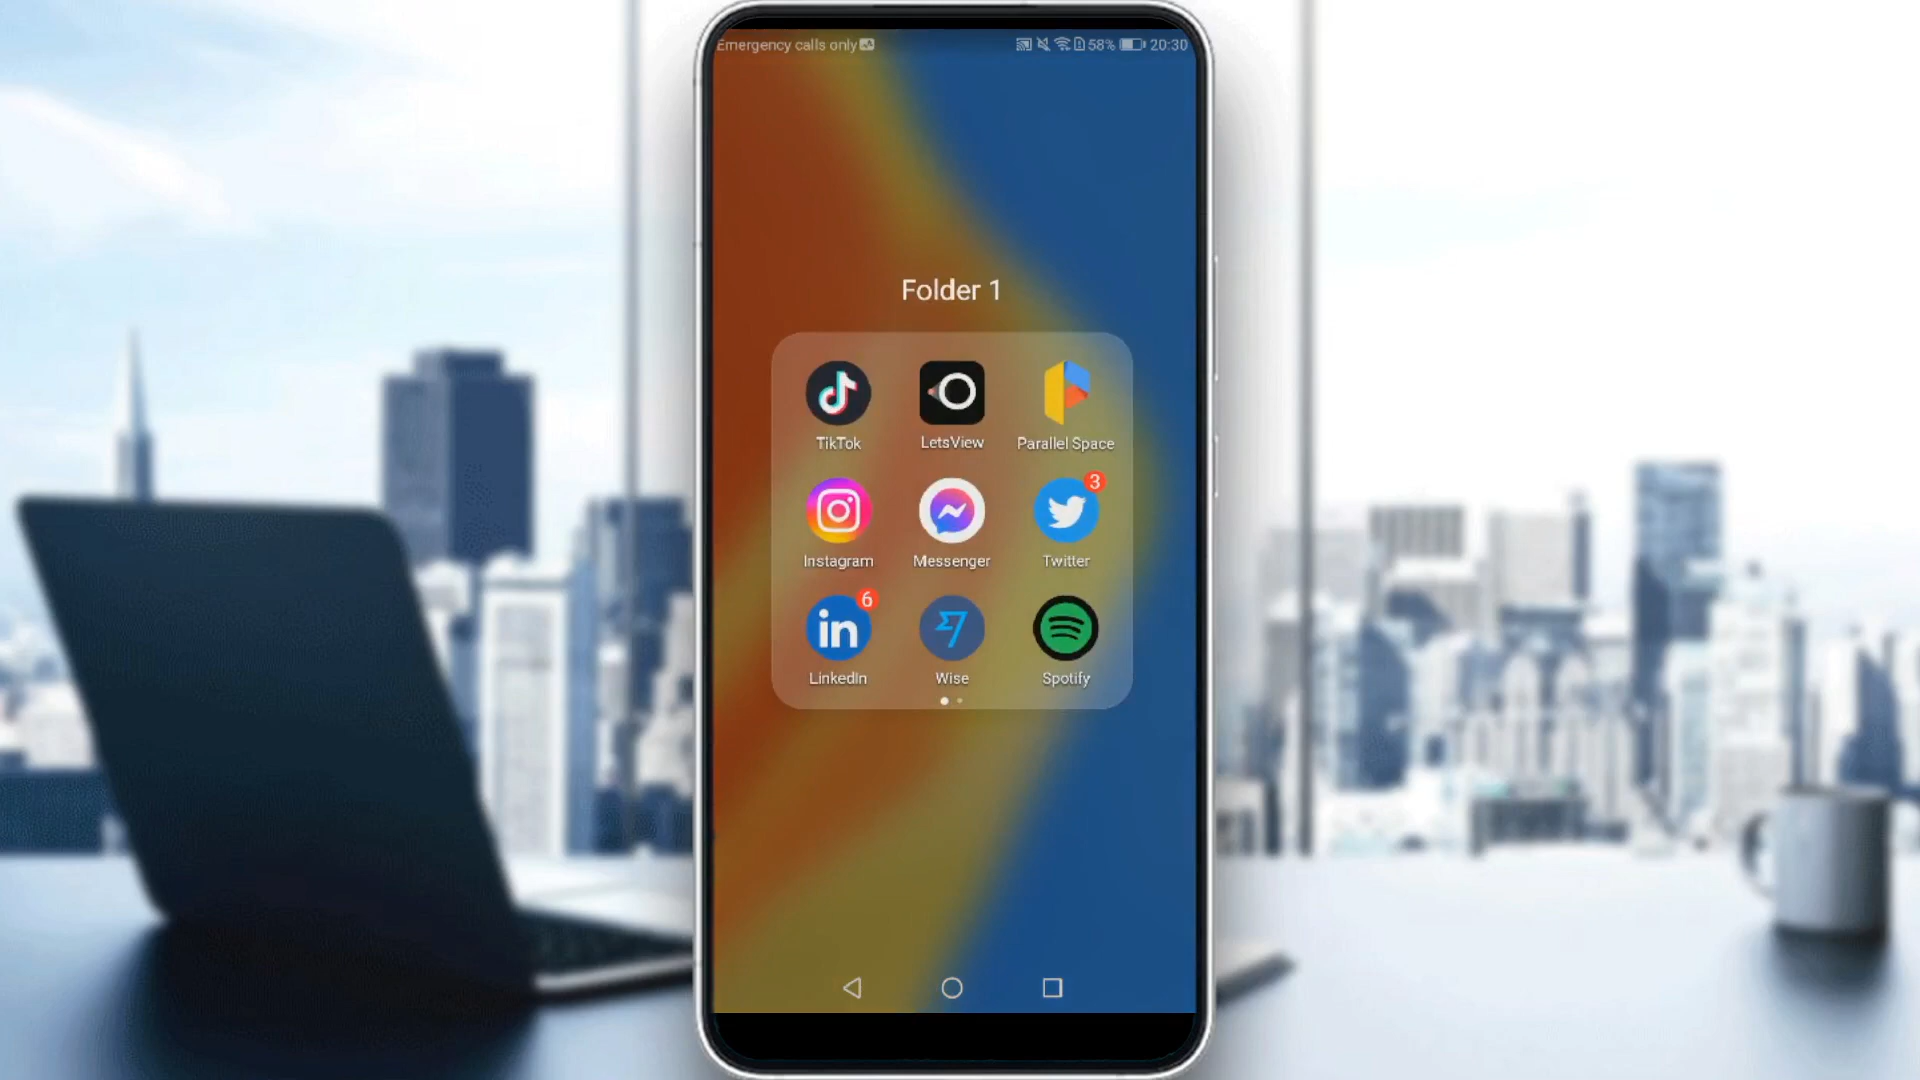 Emergency calls only 58% 20:30
Folder 1
TikTok LetsView Parallel Space
3
Instagram Messenger Twitter
6
in
LinkedIn Wise Spotify